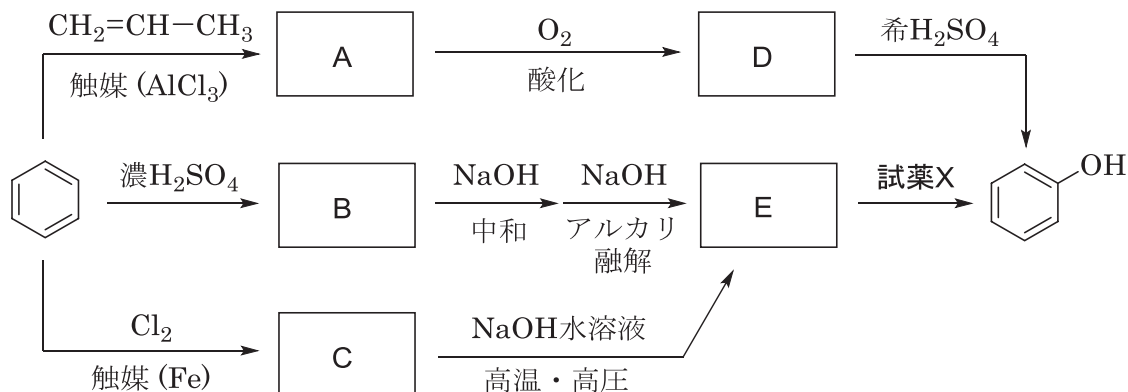 CH₂=CH−CH₃
触媒 (AlCl₃)
A
O₂
酸化
D
希H₂SO₄
濃H₂SO₄
B
NaOH
中和
NaOH
アルカリ
融解
E
試薬X
OH
Cl₂
触媒 (Fe)
C
NaOH水溶液
高温・高圧